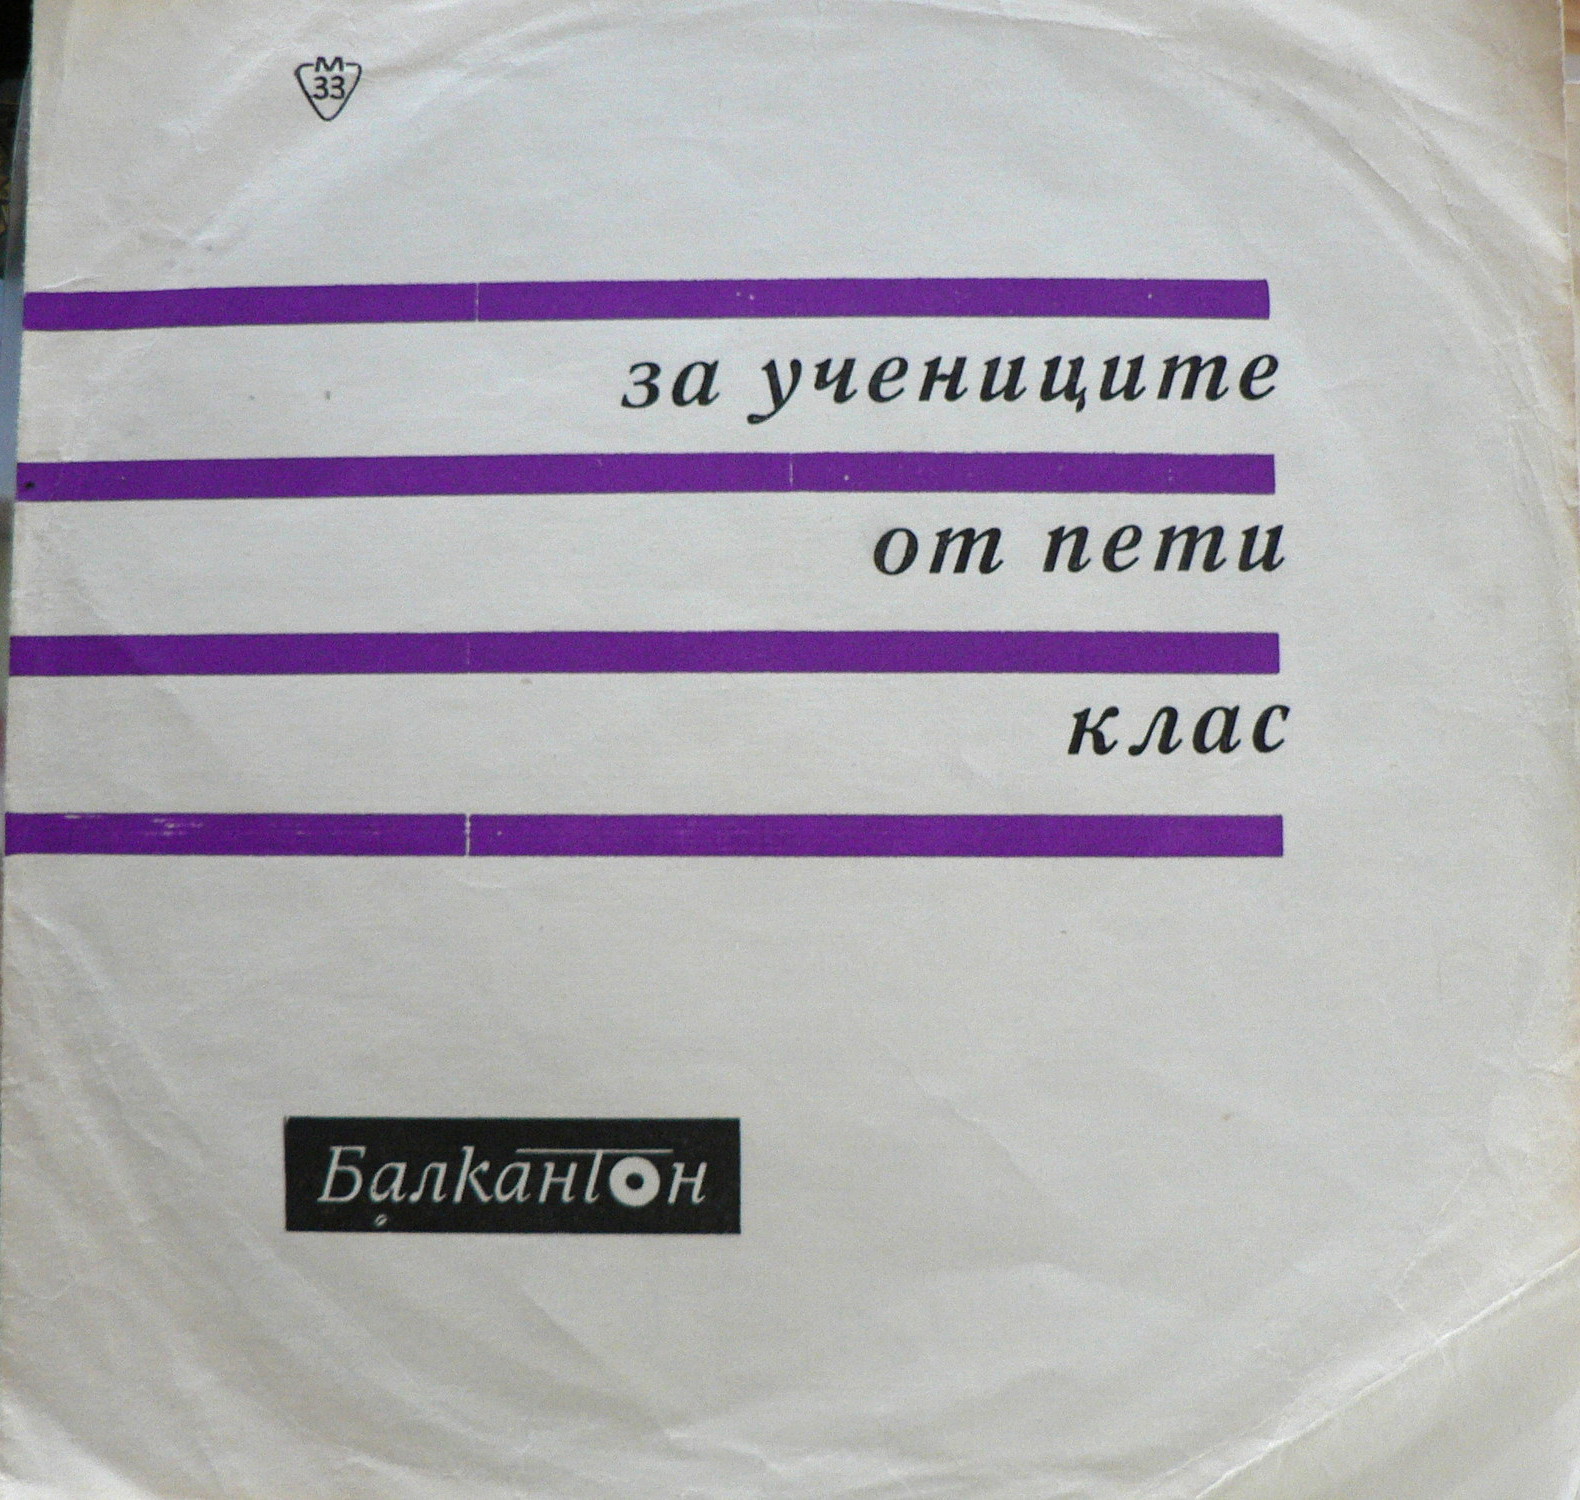 М
33
за учениците
от пети
клас
Балкантон